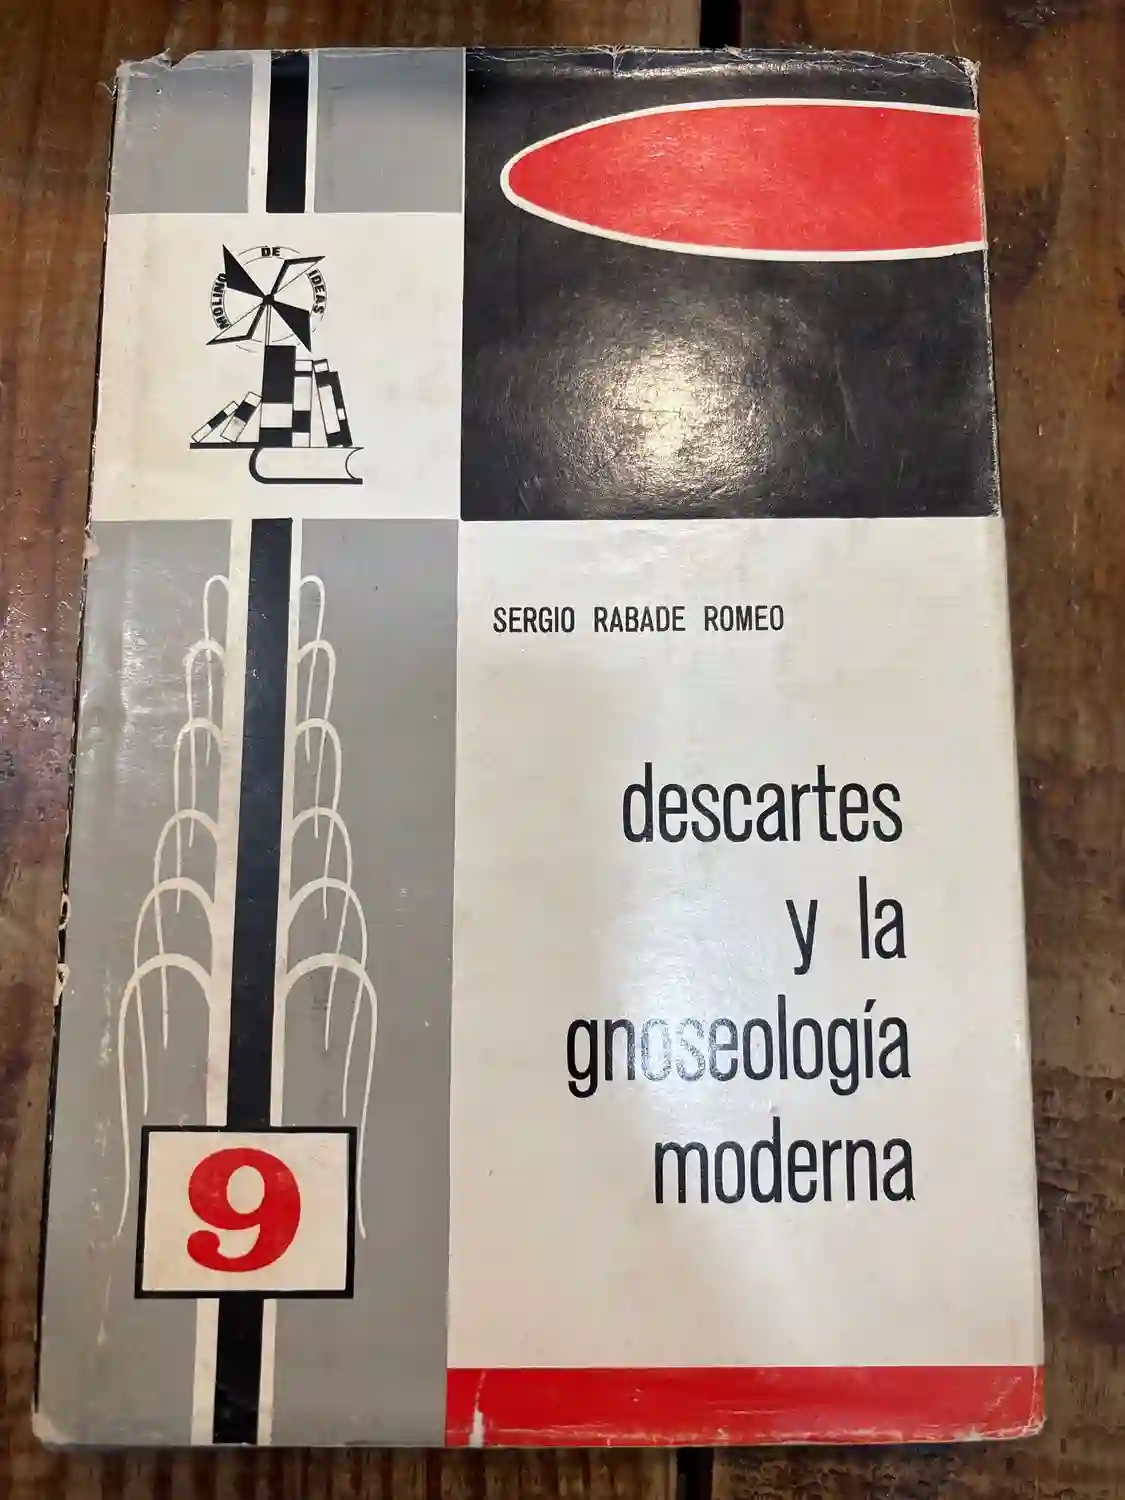 MOLINO DE IDEAS
SERGIO RABADE ROMEO
descartes
y la
gnoseología
moderna
9